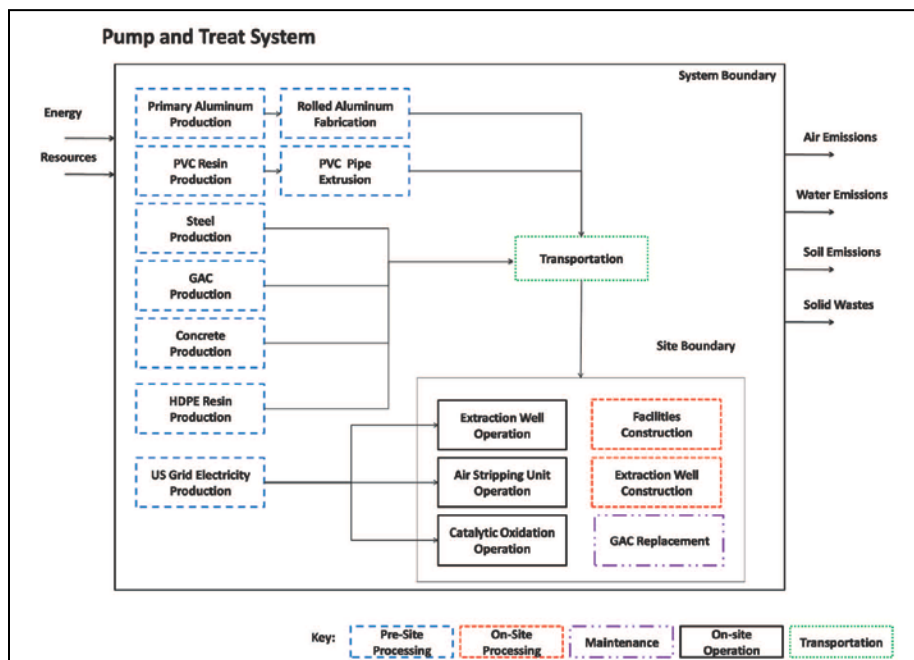 Pump and Treat System
System Boundary
Energy
Resources
Primary Aluminum
Production
Rolled Aluminum
Fabrication
PVC Resin
Production
PVC Pipe
Extrusion
Steel
Production
GAC
Production
Concrete
Production
HDPE Resin
Production
US Grid Electricity
Production
Transportation
Site Boundary
Extraction Well
Operation
Facilities
Construction
Air Stripping Unit
Operation
Extraction Well
Construction
Catalytic Oxidation
Operation
GAC Replacement
Air Emissions
Water Emissions
Soil Emissions
Solid Wastes
Key:
Pre-Site
Processing
On-Site
Processing
Maintenance
On-site
Operation
Transportation